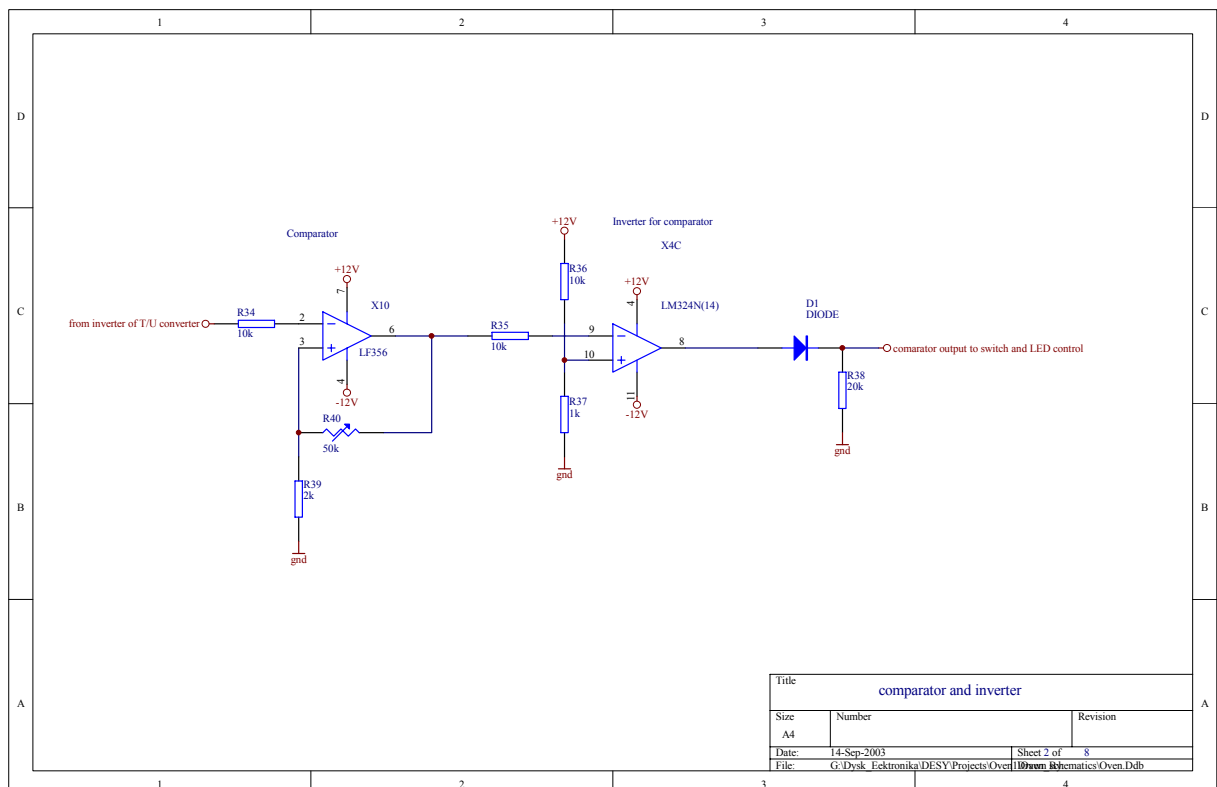 1 2 3 4
D D
C C
B B
A A
Comparator
+12V
7
X10
from inverter of T/U converter
R34
10k
2
3
6
LF356
4
-12V
R40
50k
R39
2k
gnd
+12V
Inverter for comparator
X4C
R36
10k
+12V
4
LM324N(14)
R35
10k
9
10
8
11
-12V
R37
1k
gnd
D1
DIODE
comarator output to switch and LED control
R38
20k
gnd
Title
comparator and inverter
Size Number Revision
A4
Date: 14-Sep-2003 Sheet 2 of 8
File: G:\Dysk_Eektronika\DESY\Projects\Oven
1 2 3 4